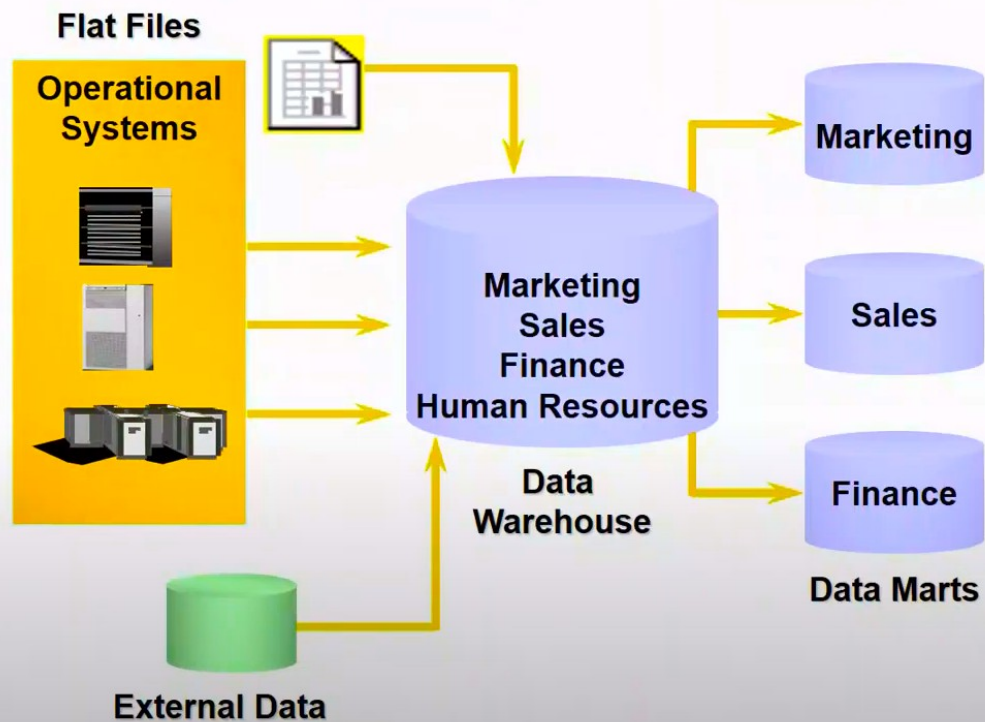 Flat Files
Operational
Systems
Marketing
Sales
Finance
Human Resources
Data
Warehouse
Marketing
Sales
Finance
Data Marts
External Data